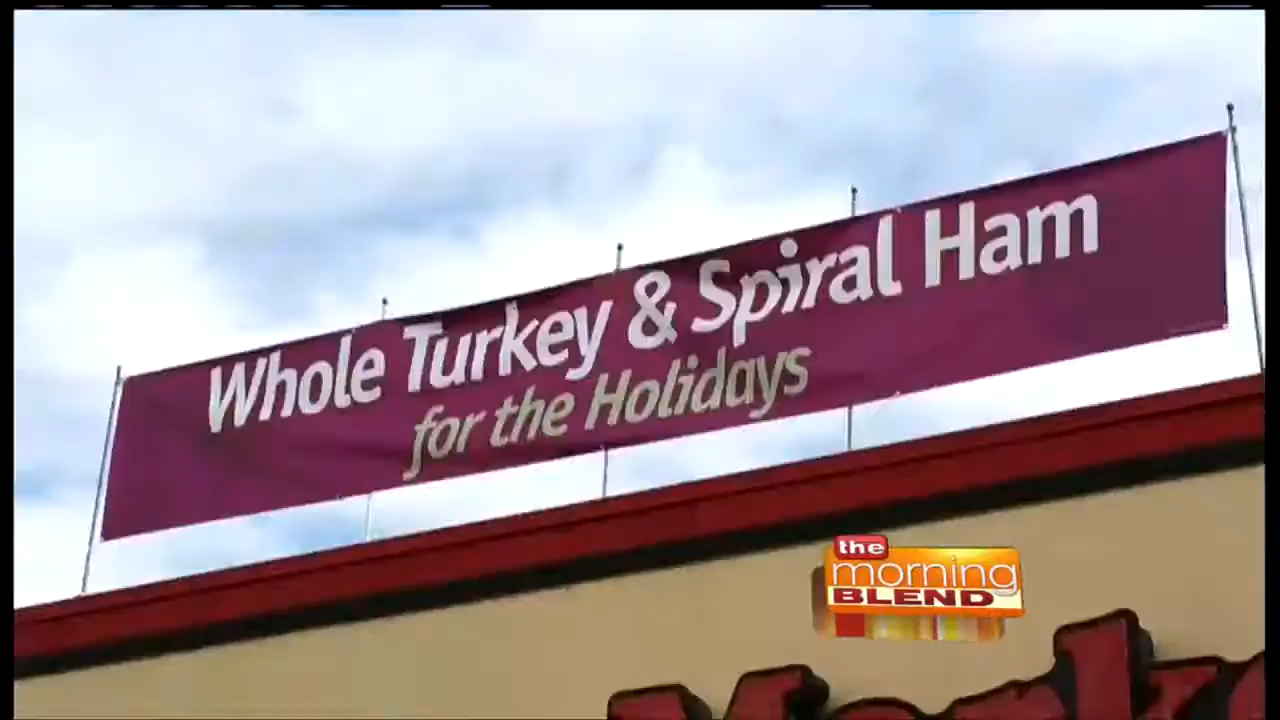 Whole Turkey & Spiral Ham
for the Holidays
the
morning
BLEND